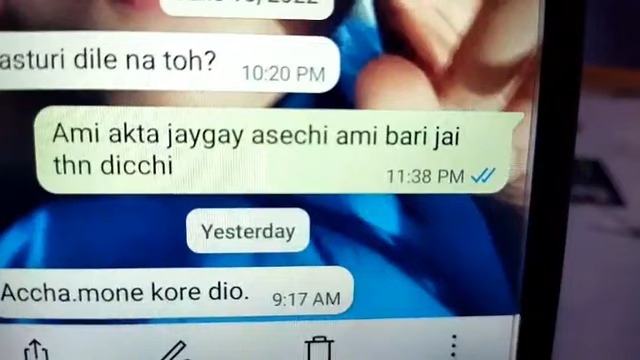 asturi dile na toh?
10:20 PM
Ami akta jaygay asechi ami bari jai
thn dicchi
11:38 PM
Yesterday
Accha.mone kore dio.
9:17 AM